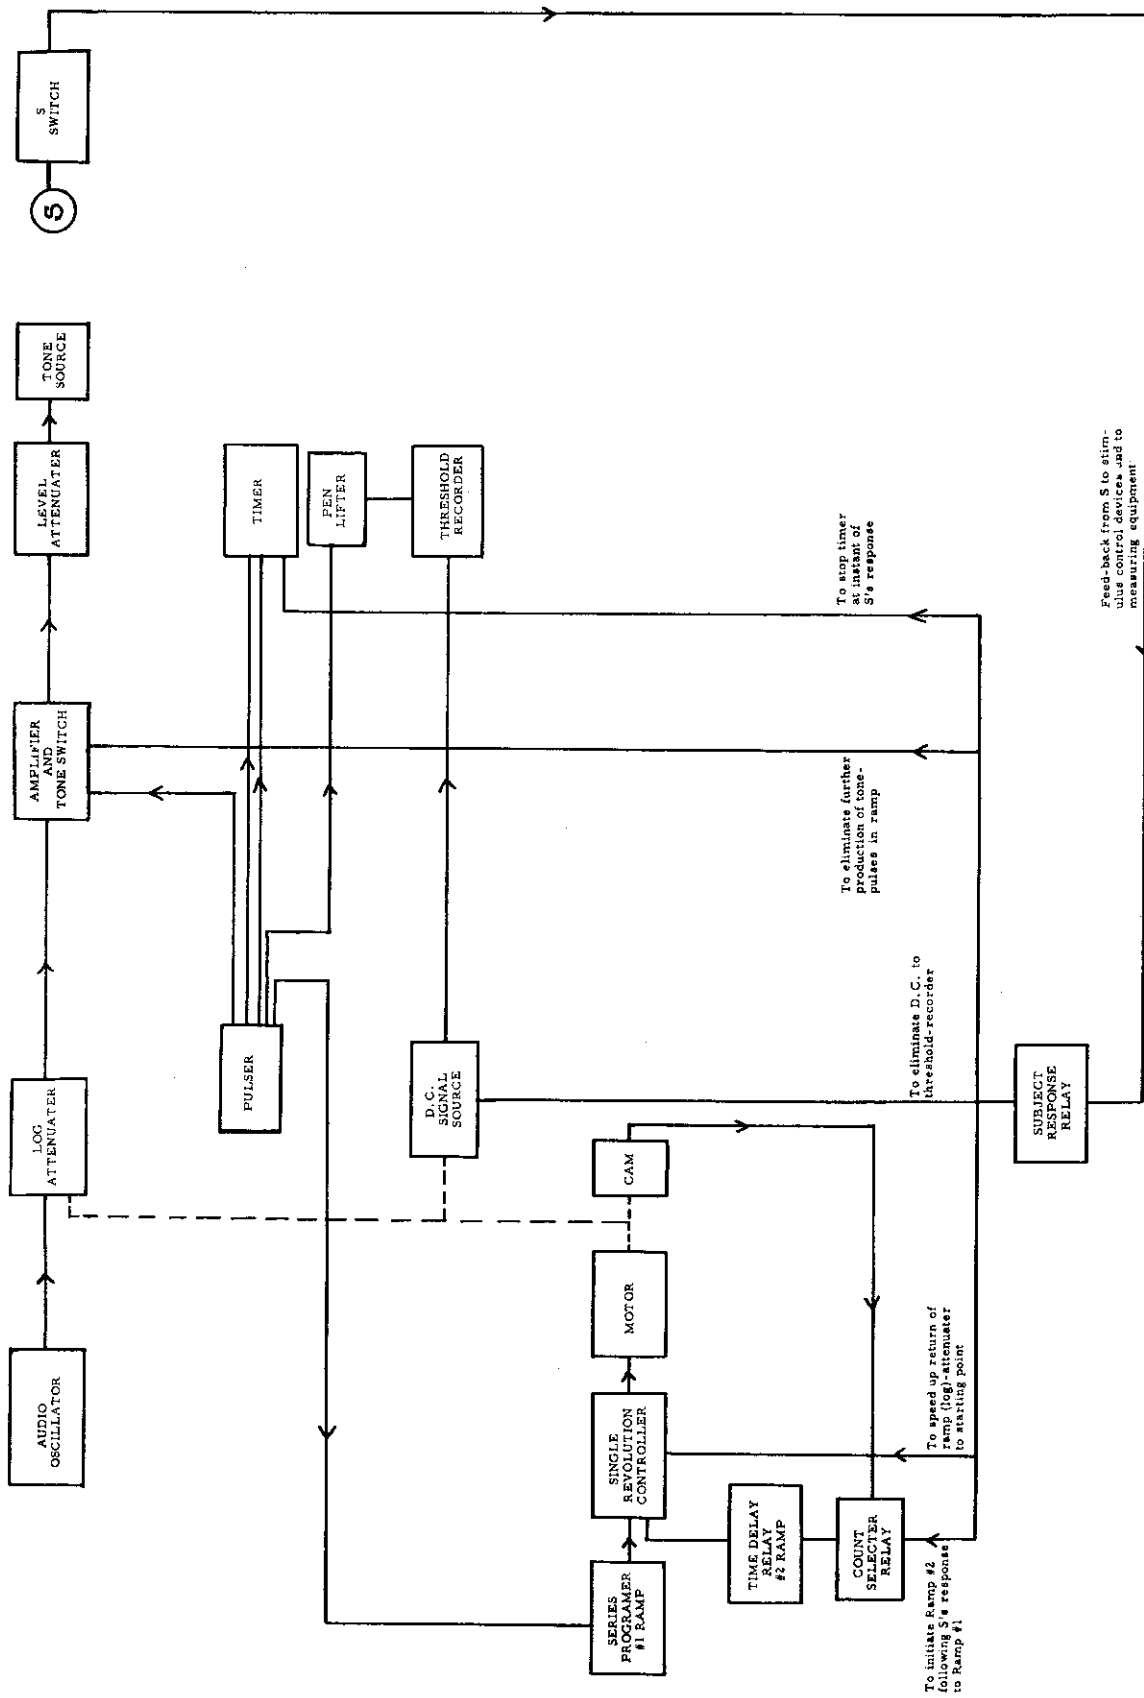 S
SWITCH
S
TONE
SOURCE
LEVEL
ATTENUATER
AMPLIFIER
AND
TONE SWITCH
LOG
ATTENUATER
AUDIO
OSCILLATOR
TIMER
PEN
LIFTER
THRESHOLD
RECORDER
PULSER
D.C.
SIGNAL
SOURCE
CAM
MOTOR
SINGLE
REVOLUTION
CONTROLLER
SERIES
PROGRAMER
#1 RAMP
TIME DELAY
RELAY
#2 RAMP
COUNT
SELECTER
RELAY
SUBJECT
RESPONSE
RELAY
To stop timer
at instant of
S's response
To eliminate further
production of tone-
pulses in ramp
To eliminate D.C. to
threshold-recorder
To speed up return of
ramp (log)-attenuater
to starting point
To initiate Ramp #2
following S's response
to Ramp #1
Feed-back from S to stim-
ulus control devices and to
measuring equipment